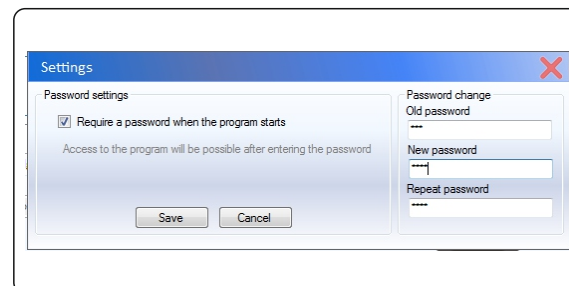 Settings
Password settings
Require a password when the program starts
Access to the program will be possible after entering the password
Save
Cancel
Password change
Old password
***
New password
****
Repeat password
****